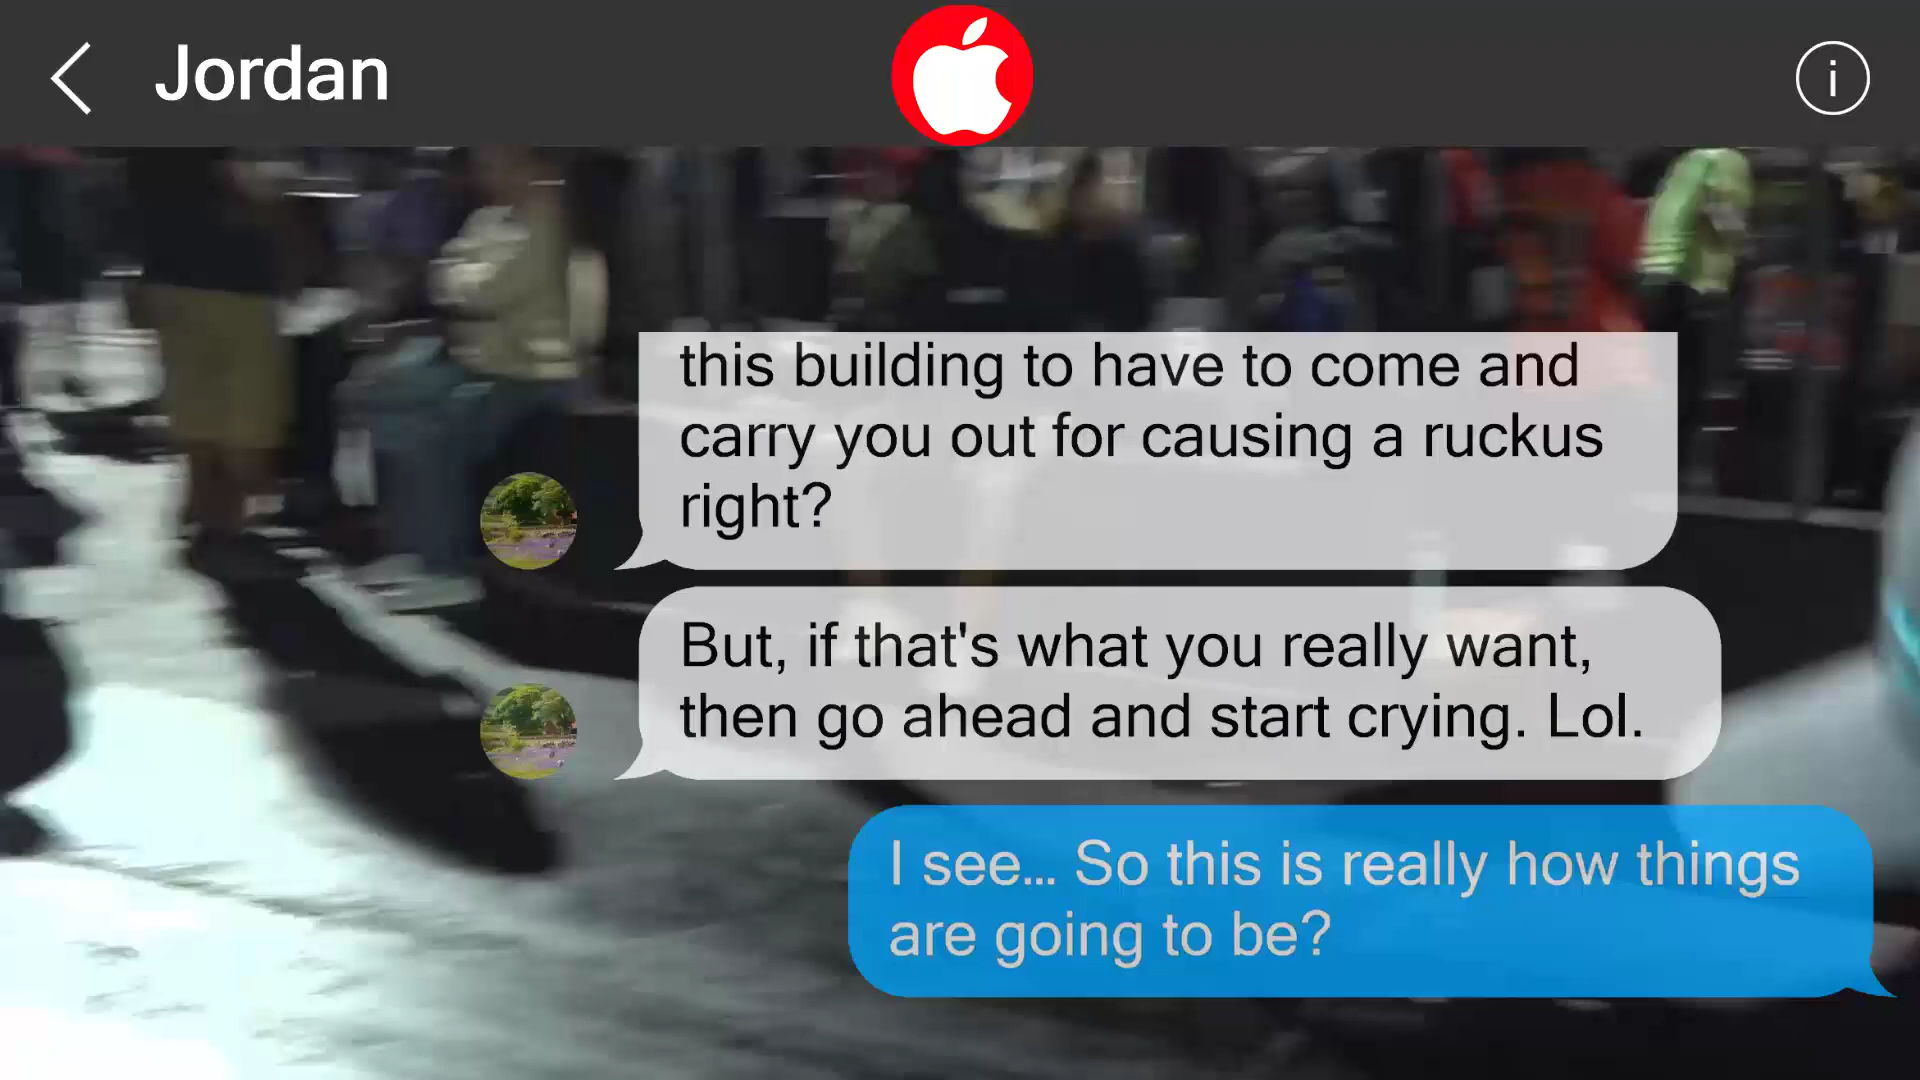 Jordan
i
this building to have to come and
carry you out for causing a ruckus
right?
But, if that's what you really want,
then go ahead and start crying. Lol.
I see... So this is really how things
are going to be?